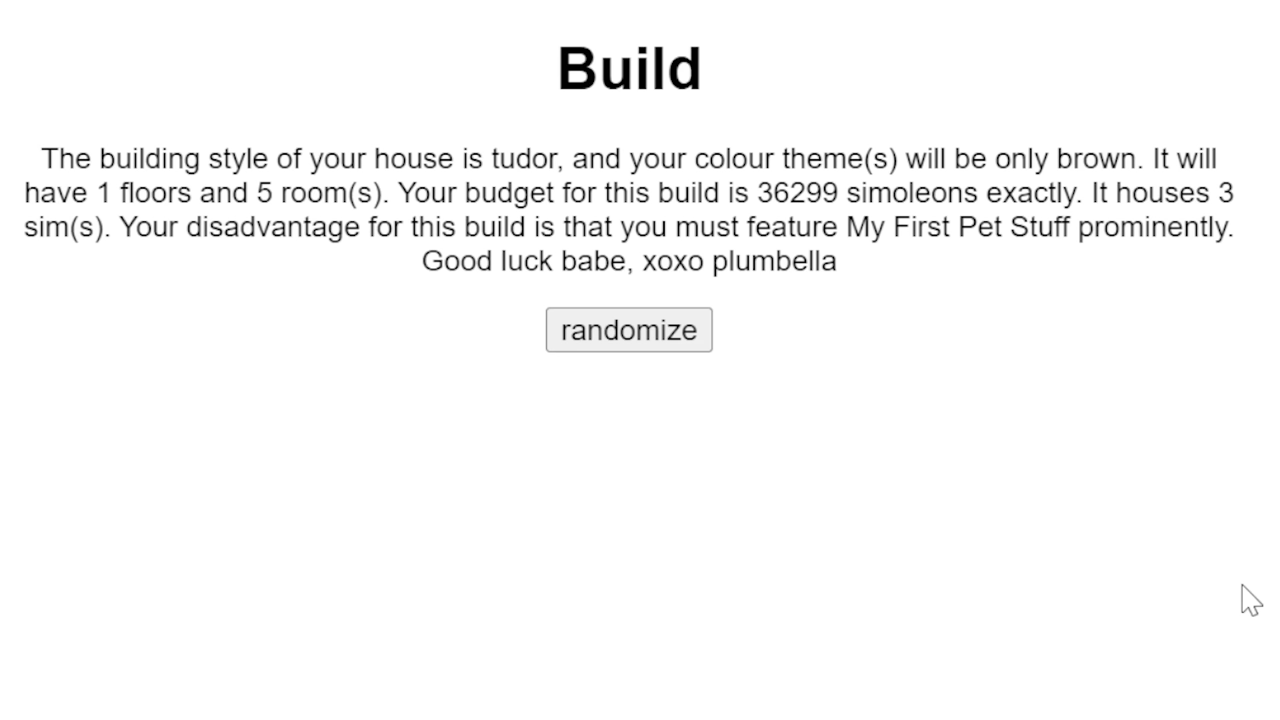 Build
The building style of your house is tudor, and your colour theme(s) will be only brown. It will
have 1 floors and 5 room(s). Your budget for this build is 36299 simoleons exactly. It houses 3
sim(s). Your disadvantage for this build is that you must feature My First Pet Stuff prominently.
Good luck babe, xoxo plumbella
randomize